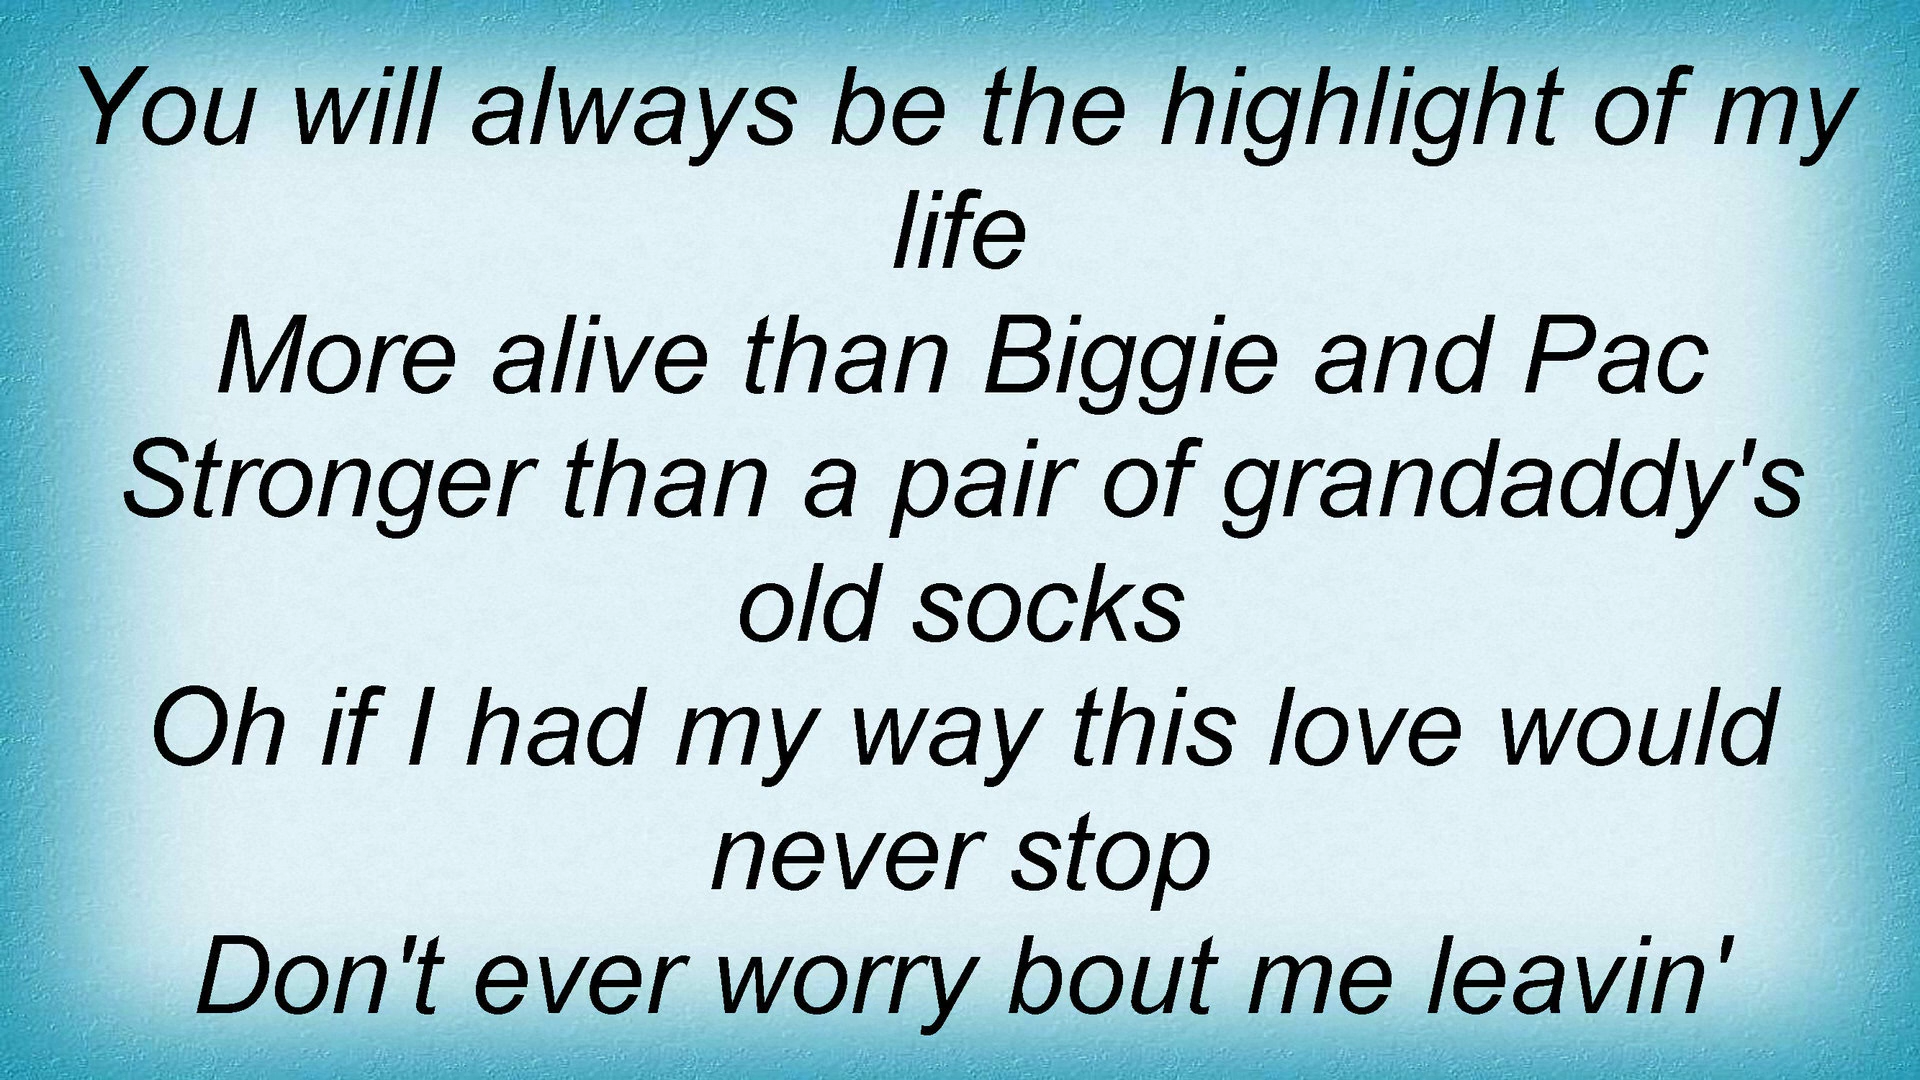 You will always be the highlight of my
life
More alive than Biggie and Pac
Stronger than a pair of grandaddy's
old socks
Oh if I had my way this love would
never stop
Don't ever worry bout me leavin'